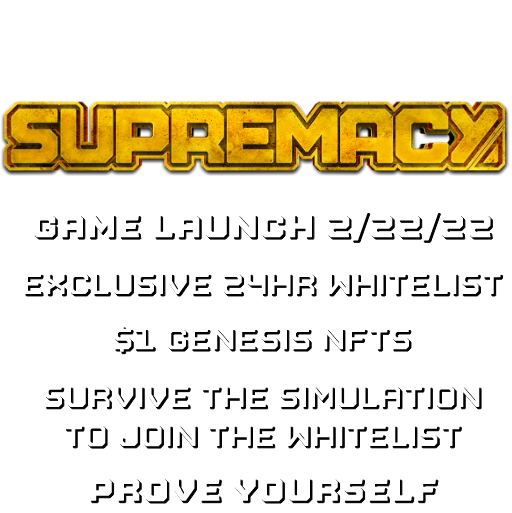 SUPREMACY
GAME LAUNCH 2/22/22
EXCLUSIVE 24HR WHITELIST
$1 GENESIS NFTS
SURVIVE THE SIMULATION
TO JOIN THE WHITELIST
PROVE YOURSELF